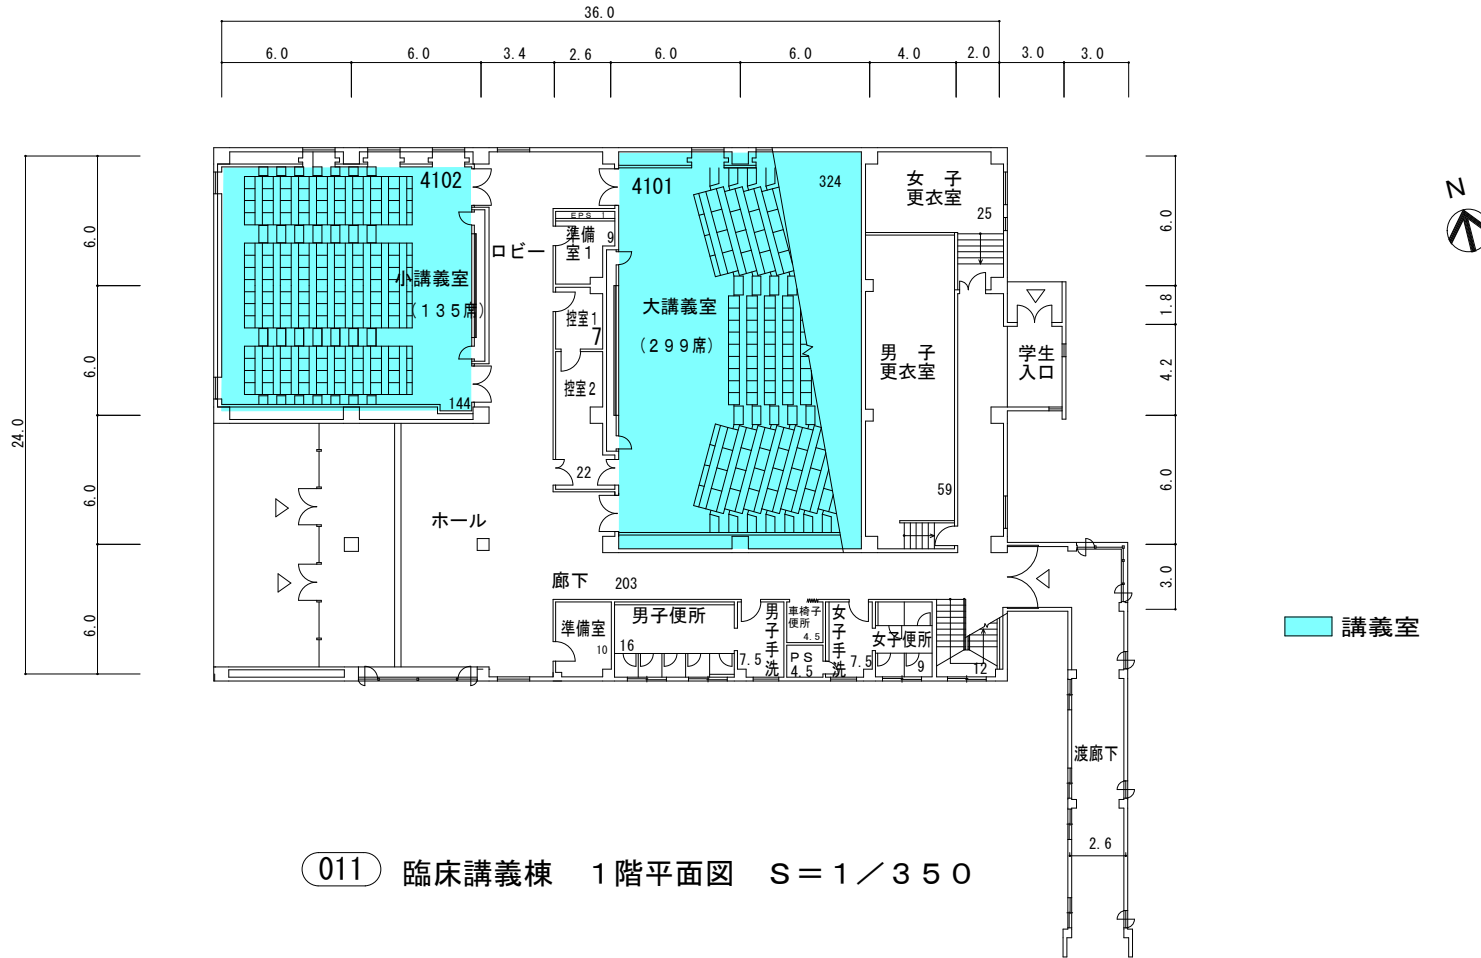 36.0
6.0 6.0 3.4 2.6 6.0 6.0 4.0 2.0 3.0 3.0
24.0
6.0
6.0
6.0
6.0
4102
小講義室
(135席)
144
ロビー
EPS 1
準備
室1
9
控室1
7
控室2
22
4101
324
大講義室
(299席)
女子
更衣室
25
男子
更衣室
59
学生
入口
6.0
1.8
4.2
6.0
3.0
N
ホール
廊下 203
準備室
10
男子便所
16
男子手洗
7.5
車椅子
便所
4.5
PS
4.5
女子手洗
7.5
女子便所
9
12
講義室
渡廊下
2.6
011 臨床講義棟 1階平面図 S=1/350